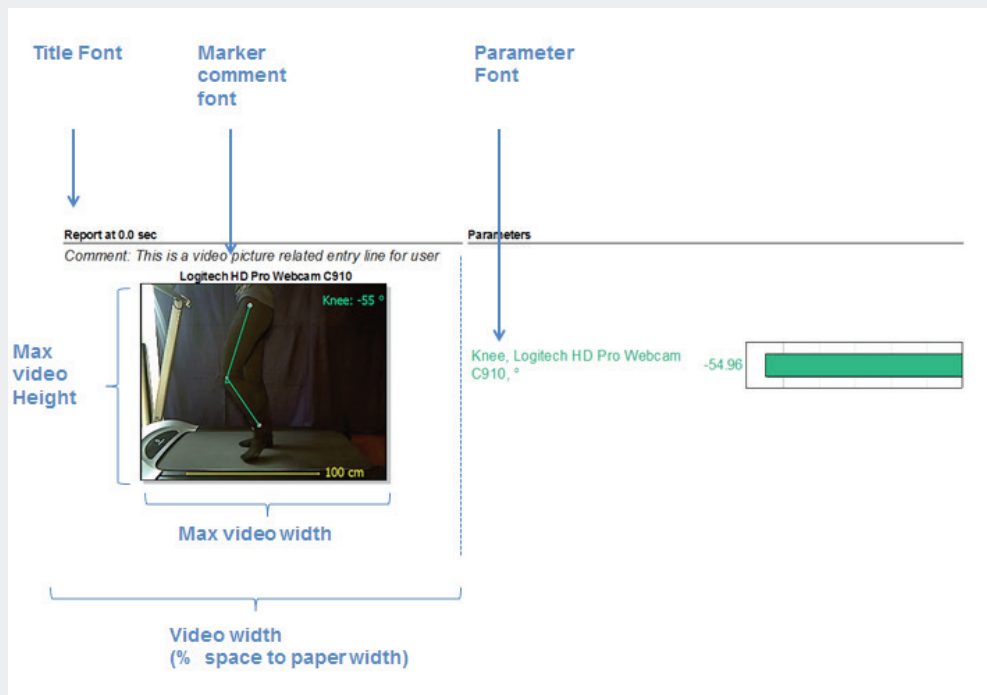 Title Font
Marker
comment
font
Parameter
Font
Report at 0.0 sec
Parameters
Comment: This is a video picture related entry line for user
Logitech HD Pro Webcam C910
Knee: -55 °
Max
video
Height
Knee, Logitech HD Pro Webcam
C910, °
-54.96
100 cm
Max video width
Video width
(% space to paper width)